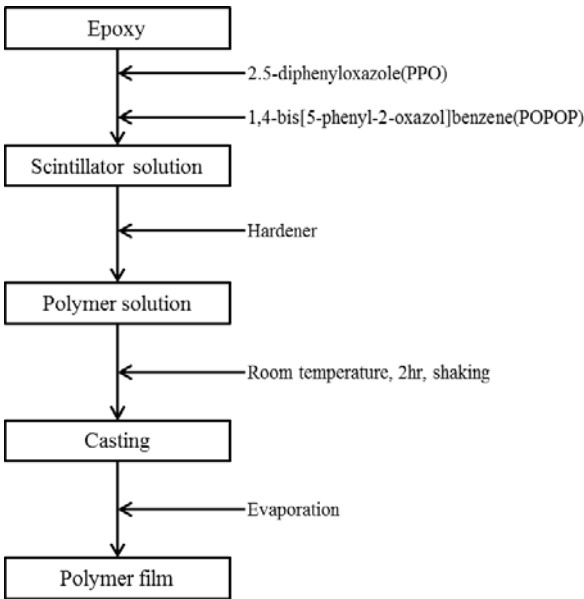 Epoxy
2.5-diphenyloxazole(PPO)
1,4-bis[5-phenyl-2-oxazol]benzene(POPOP)
Scintillator solution
Hardener
Polymer solution
Room temperature, 2hr, shaking
Casting
Evaporation
Polymer film